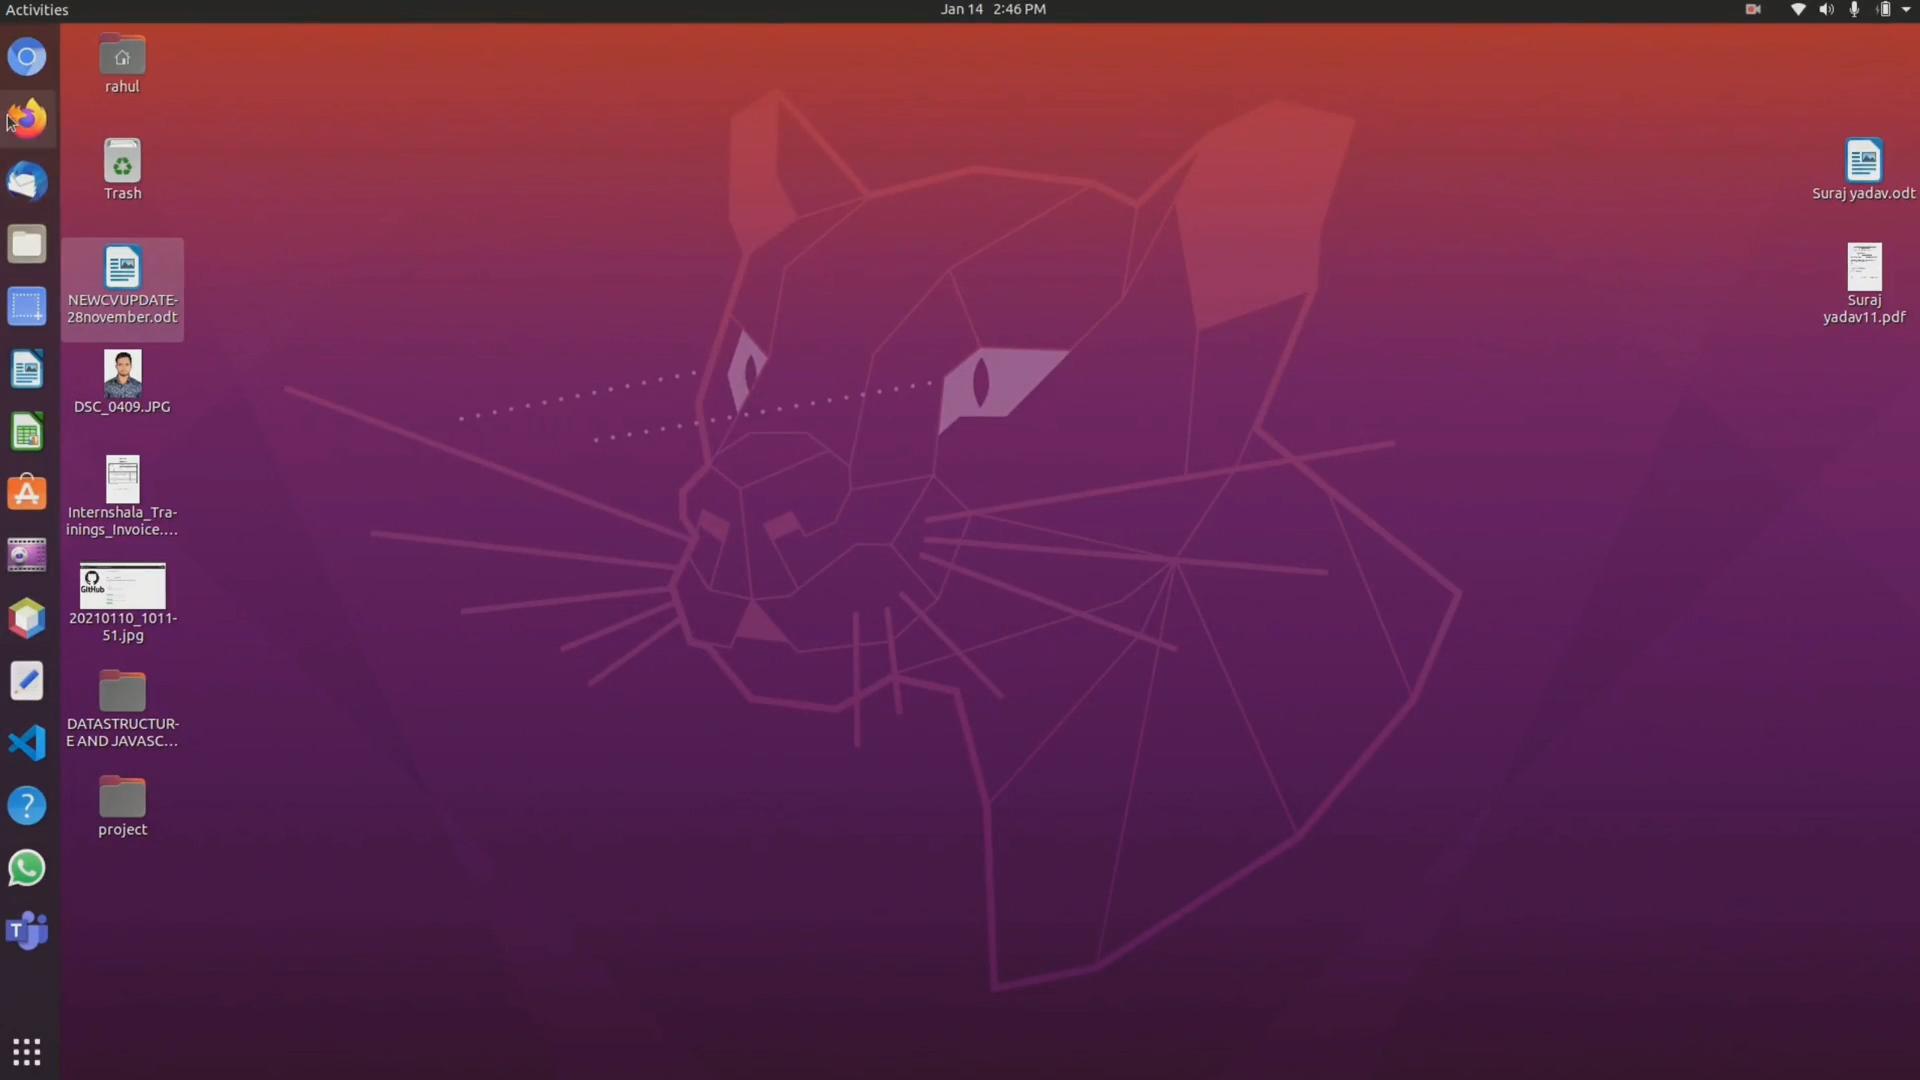 Activities
Jan 14 2:46 PM
rahul
Trash
NEWCVUPDATE-
28november.odt
DSC_0409.JPG
Internshala_Tra-
inings_Invoice....
GitHub
20210110_1011-
51.jpg
DATASTRUCTUR-
E AND JAVASC...
project
Suraj yadav.odt
Suraj
yadav11.pdf